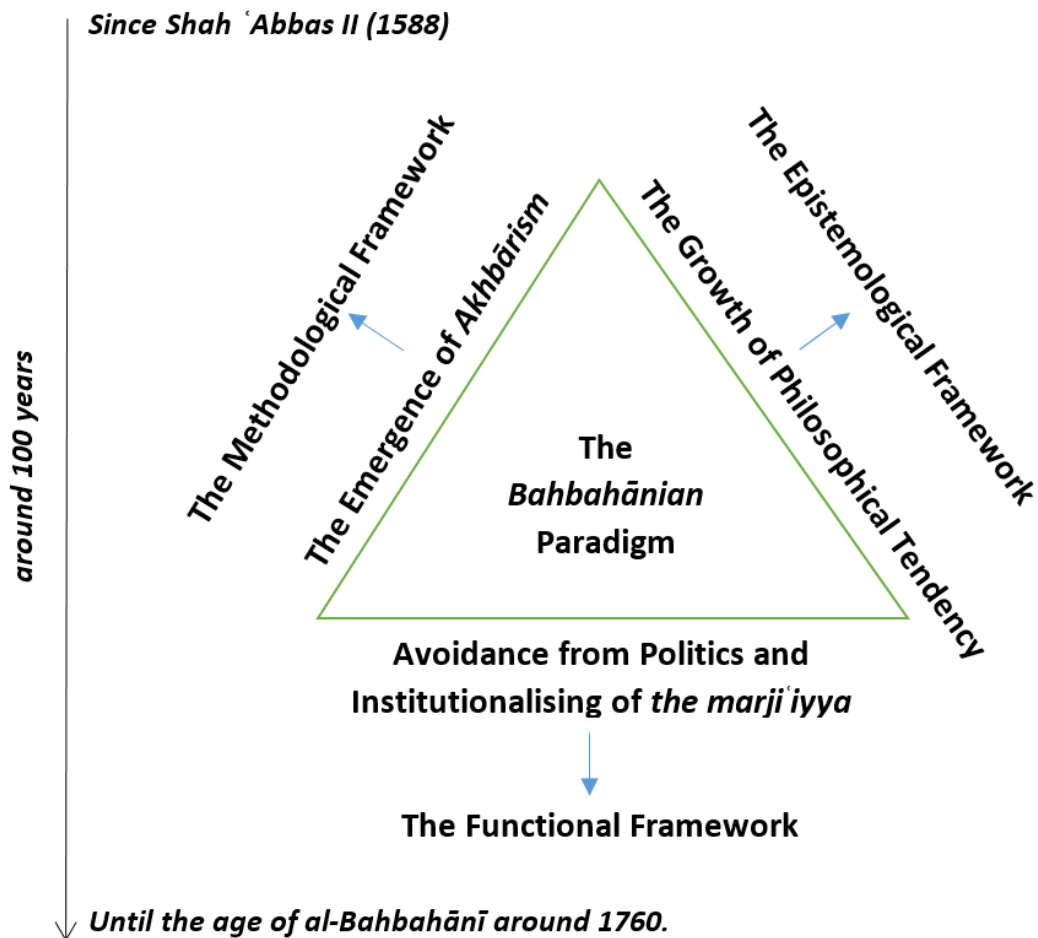 Since Shah ʿAbbas II (1588)
The Methodological Framework
The Emergence of Akhbārism
The Growth of Philosophical Tendency
The Epistemological Framework
around 100 years
The
Bahbahānian
Paradigm
Avoidance from Politics and
Institutionalising of the marjiʿiyya
The Functional Framework
Until the age of al-Bahbahānī around 1760.